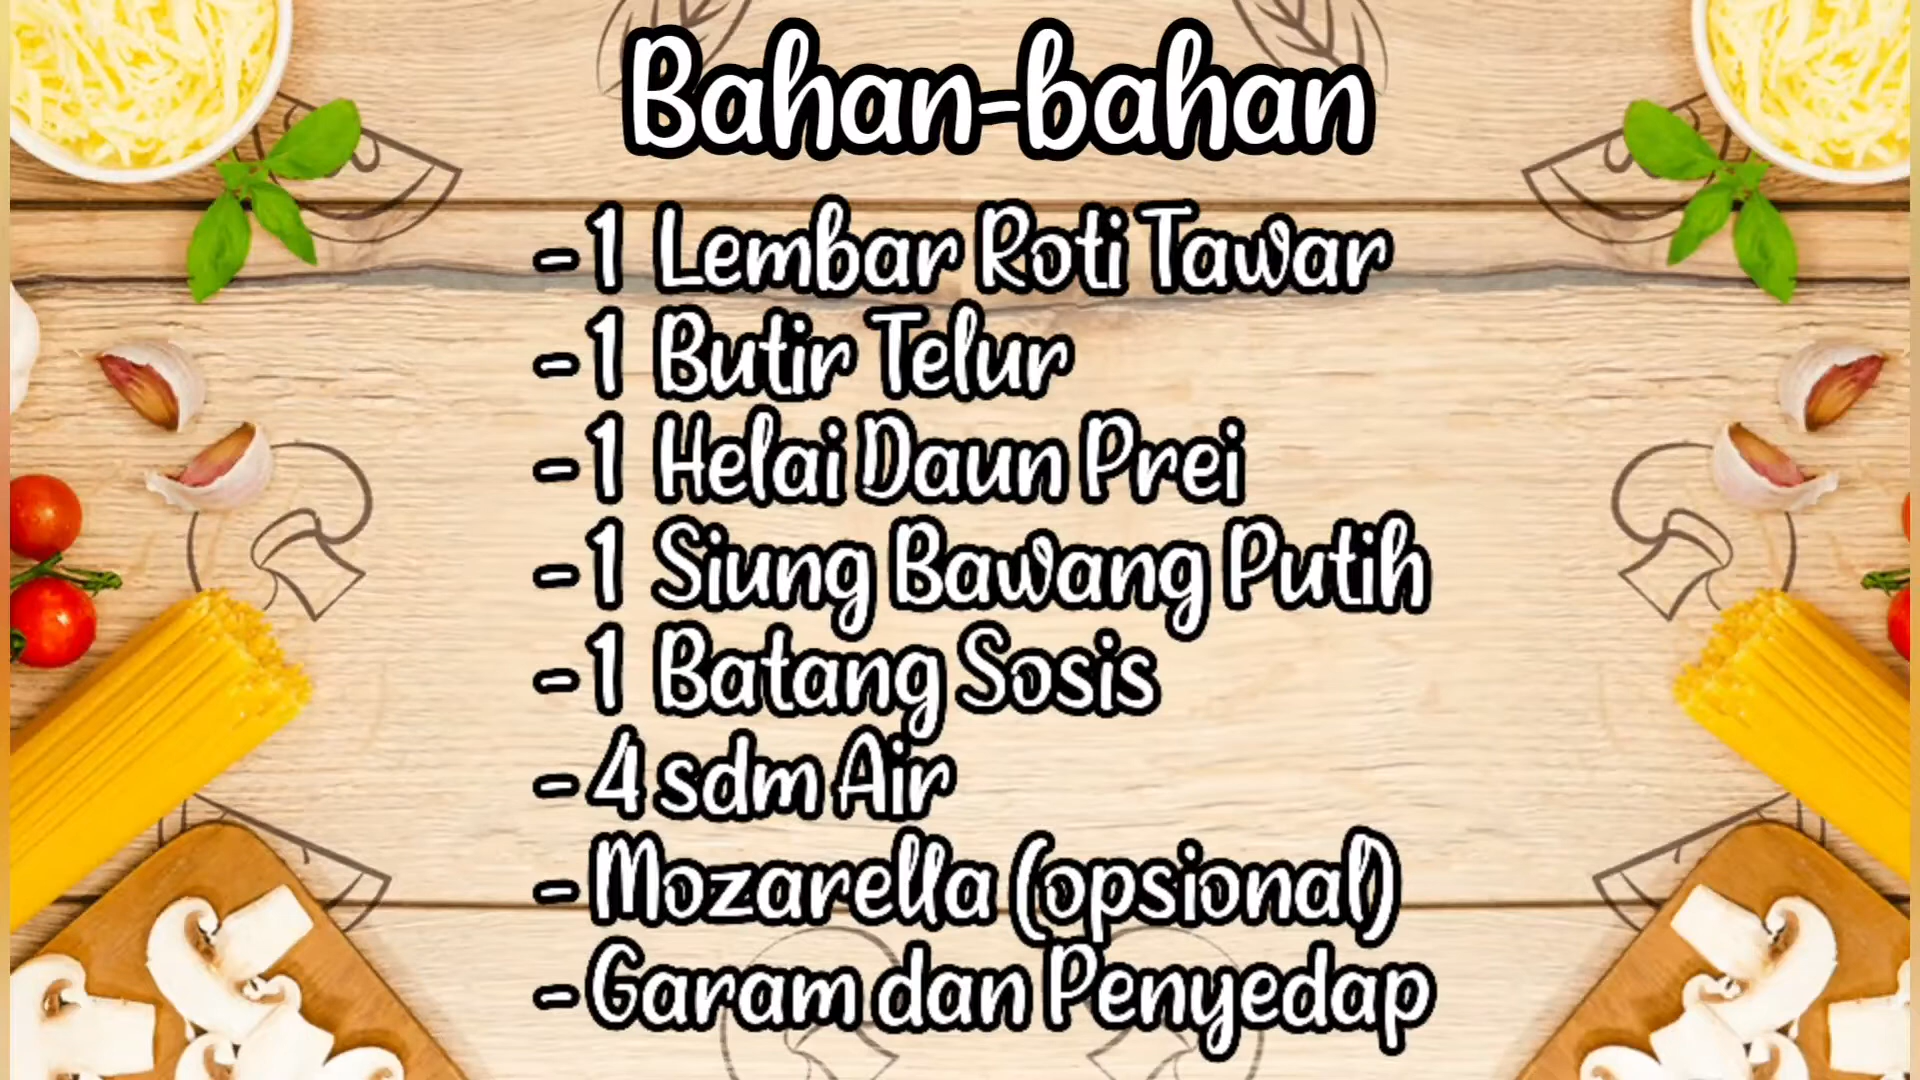 Bahan-bahan
- 1 Lembar Roti Tawar
- 1 Butir Telur
- 1 Helai Daun Prei
- 1 Siung Bawang Putih
- 1 Batang Sosis
- 4 sdm Air
- Mozarella (opsional)
- Garam dan Penyedap